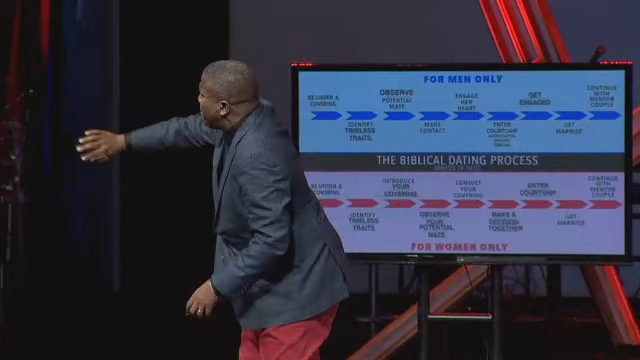 FOR MEN ONLY
BE UNDER A
COVERING
OBSERVE
POTENTIAL
MATE
ENGAGE
HER
HEART
GET
ENGAGED
CONTINUE
WITH
MENTOR
COUPLE
IDENTIFY
TIMELESS
TRAITS
MAKE
CONTACT
ENTER
COURTSHIP
GET
MARRIED
THE BIBLICAL DATING PROCESS
BE UNDER A
COVERING
INTRODUCE
YOUR
COVERING
CONSULT
YOUR
COVERING
ENTER
COURTSHIP
CONTINUE
WITH
MENTOR
COUPLE
IDENTIFY
TIMELESS
TRAITS
OBSERVE
YOUR
POTENTIAL
MATE
MAKE A
DECISION
TOGETHER
GET
MARRIED
FOR WOMEN ONLY